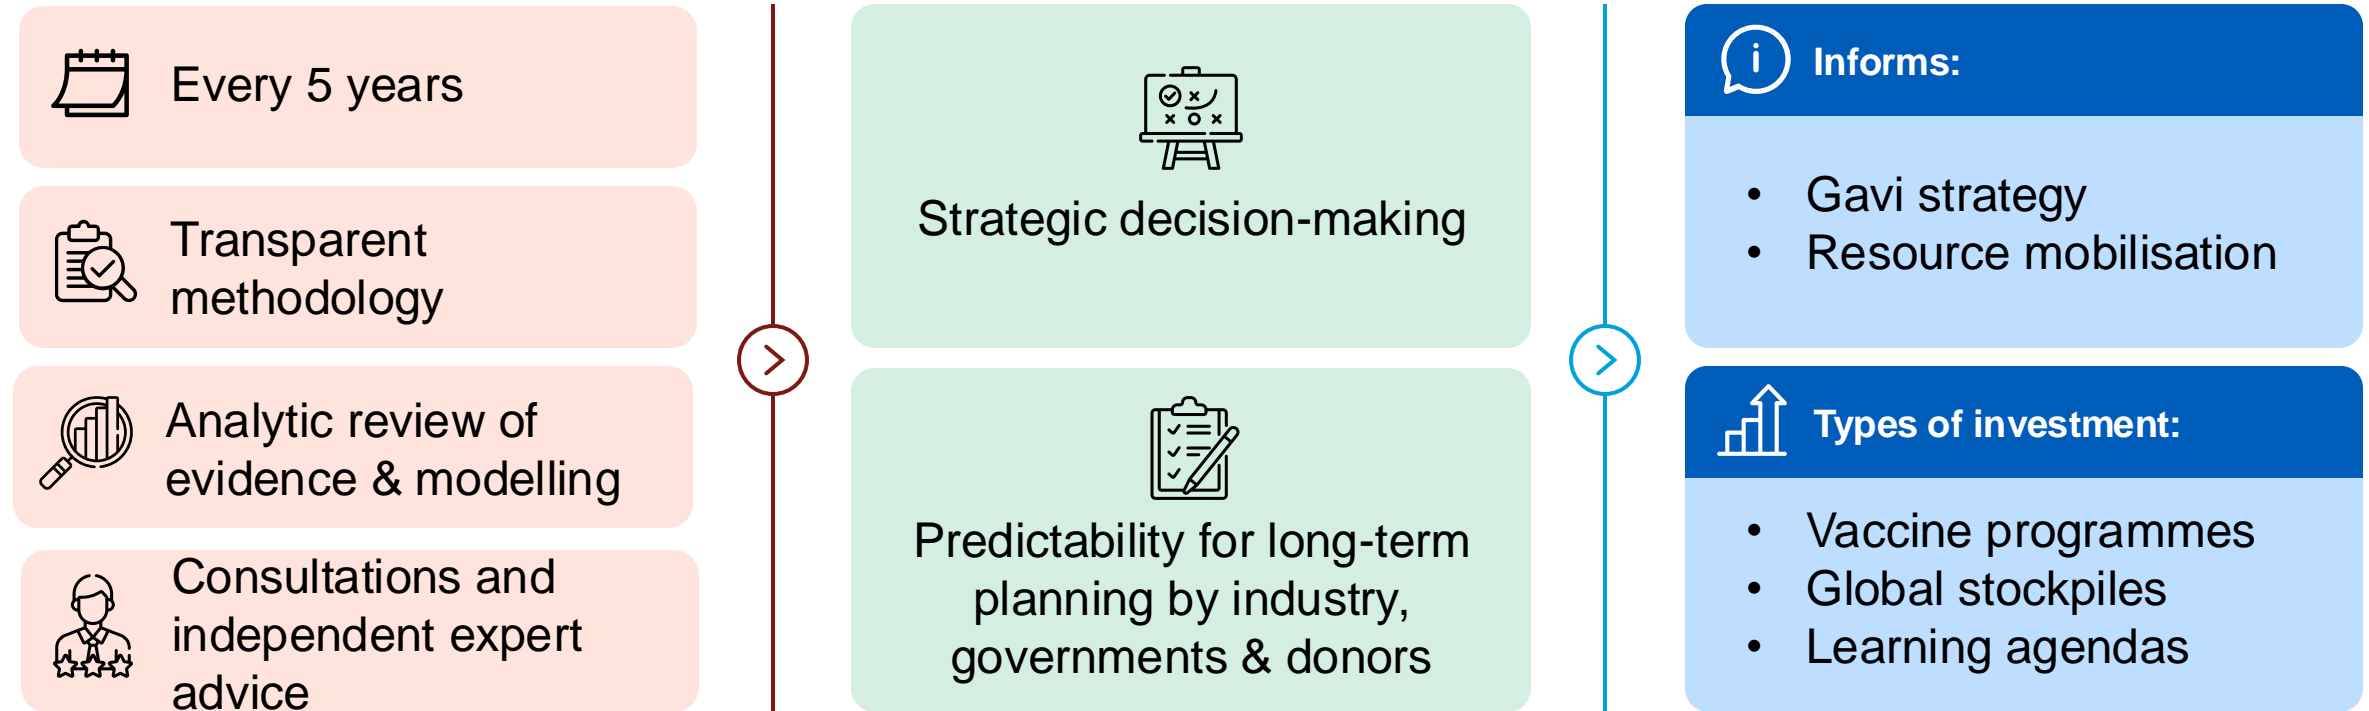 Every 5 years
Transparent
methodology
Analytic review of
evidence & modelling
Consultations and
independent expert
advice
Strategic decision-making
Predictability for long-term
planning by industry,
governments & donors
Informs:
• Gavi strategy
• Resource mobilisation
Types of investment:
• Vaccine programmes
• Global stockpiles
• Learning agendas